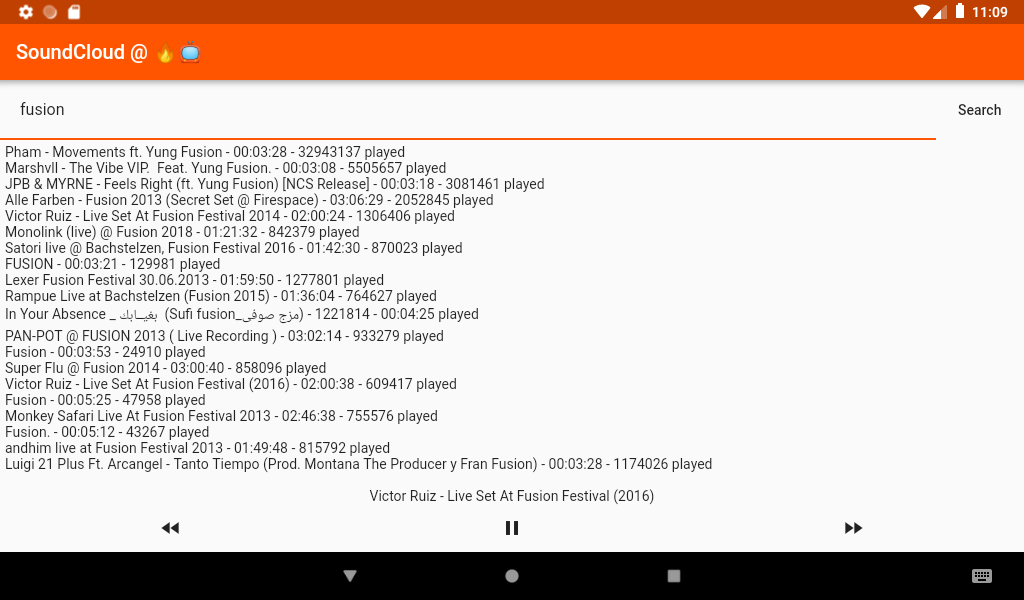 11:09
SoundCloud @ 🔥📺
fusion
Search
Pham - Movements ft. Yung Fusion - 00:03:28 - 32943137 played
Marshvll - The Vibe VIP.  Feat. Yung Fusion. - 00:03:08 - 5505657 played
JPB & MYRNE - Feels Right (ft. Yung Fusion) [NCS Release] - 00:03:18 - 3081461 played
Alle Farben - Fusion 2013 (Secret Set @ Firespace) - 03:06:29 - 2052845 played
Victor Ruiz - Live Set At Fusion Festival 2014 - 02:00:24 - 1306406 played
Monolink (live) @ Fusion 2018 - 01:21:32 - 842379 played
Satori live @ Bachstelzen, Fusion Festival 2016 - 01:42:30 - 870023 played
FUSION - 00:03:21 - 129981 played
Lexer Fusion Festival 30.06.2013 - 01:59:50 - 1277801 played
Rampue Live at Bachstelzen (Fusion 2015) - 01:36:04 - 764627 played
In Your Absence _ بغيــابك  (Sufi fusion_مزج صوفى) - 1221814 - 00:04:25 played
PAN-POT @ FUSION 2013 ( Live Recording ) - 03:02:14 - 933279 played
Fusion - 00:03:53 - 24910 played
Super Flu @ Fusion 2014 - 03:00:40 - 858096 played
Victor Ruiz - Live Set At Fusion Festival (2016) - 02:00:38 - 609417 played
Fusion - 00:05:25 - 47958 played
Monkey Safari Live At Fusion Festival 2013 - 02:46:38 - 755576 played
Fusion. - 00:05:12 - 43267 played
andhim live at Fusion Festival 2013 - 01:49:48 - 815792 played
Luigi 21 Plus Ft. Arcangel - Tanto Tiempo (Prod. Montana The Producer y Fran Fusion) - 00:03:28 - 1174026 played
Victor Ruiz - Live Set At Fusion Festival (2016)